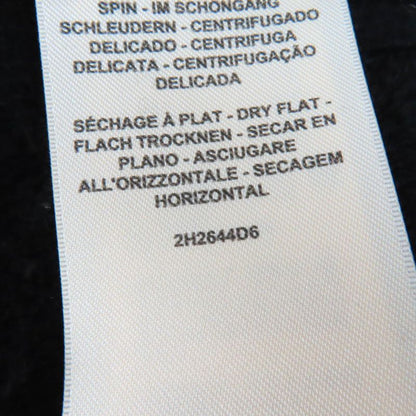 SPIN - IM SCHONGANG
SCHLEUDERN - CENTRIFUGADO
DELICADO - CENTRIFUGA
DELICATA - CENTRIFUGAÇÃO
DELICADA
SÉCHAGE À PLAT - DRY FLAT -
FLACH TROCKNEN - SECAR EN
PLANO - ASCIUGARE
ALL'ORIZZONTALE - SECAGEM
HORIZONTAL
2H2644D6